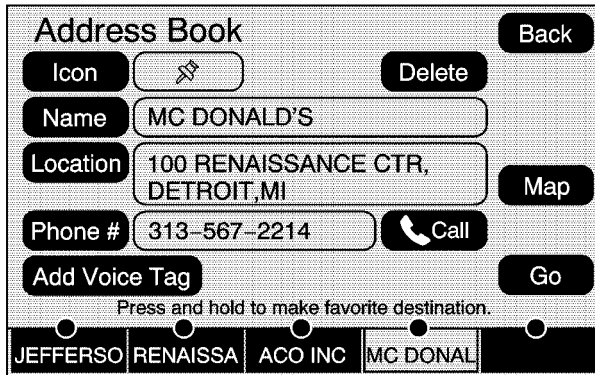 Address Book
Back
Icon
Delete
Name
MC DONALD'S
Location
100 RENAISSANCE CTR,
DETROIT,MI
Map
Phone #
313-567-2214
Call
Add Voice Tag
Go
Press and hold to make favorite destination.
JEFFERSO
RENAISSA
ACO INC
MC DONAL